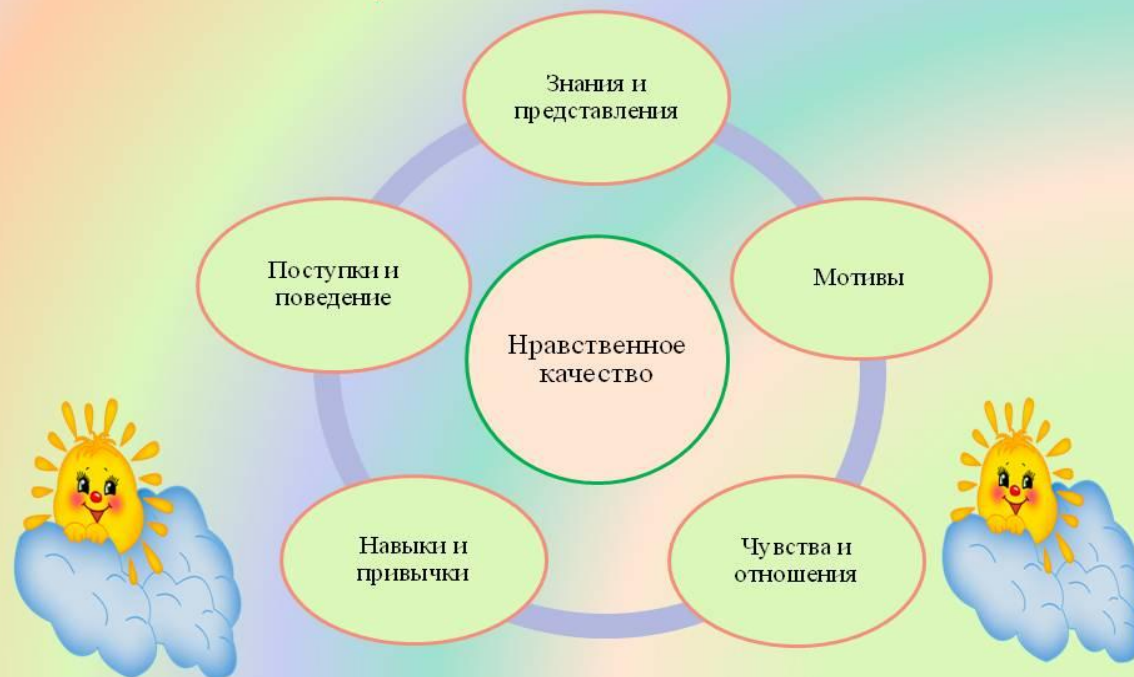 Знания и
представления
Мотивы
Чувства и
отношения
Навыки и
привычки
Поступки и
поведение
Нравственное
качество